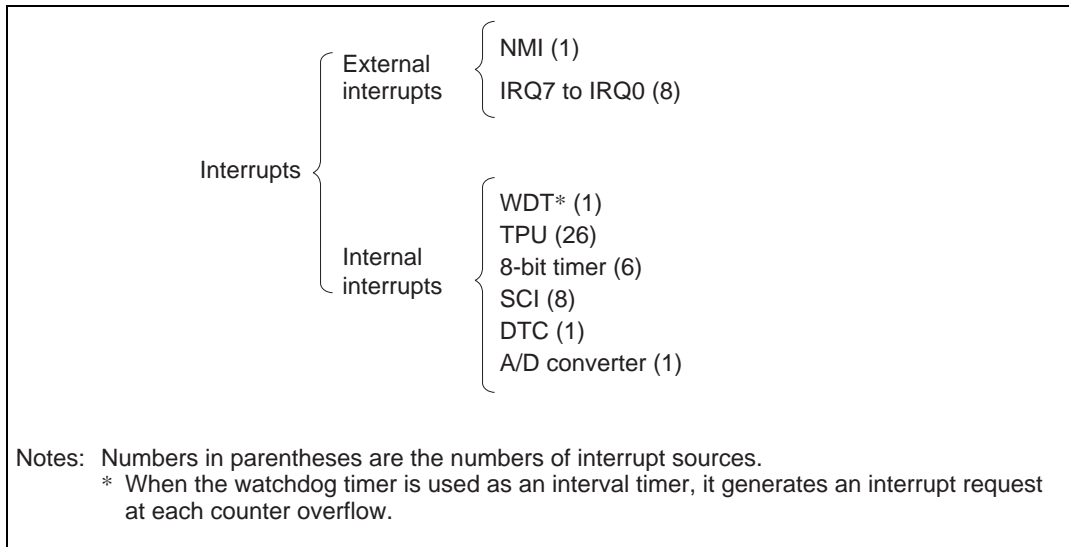 Interrupts
External
interrupts
NMI (1)
IRQ7 to IRQ0 (8)
Internal
interrupts
WDT* (1)
TPU (26)
8-bit timer (6)
SCI (8)
DTC (1)
A/D converter (1)
Notes: Numbers in parentheses are the numbers of interrupt sources.
* When the watchdog timer is used as an interval timer, it generates an interrupt request
at each counter overflow.